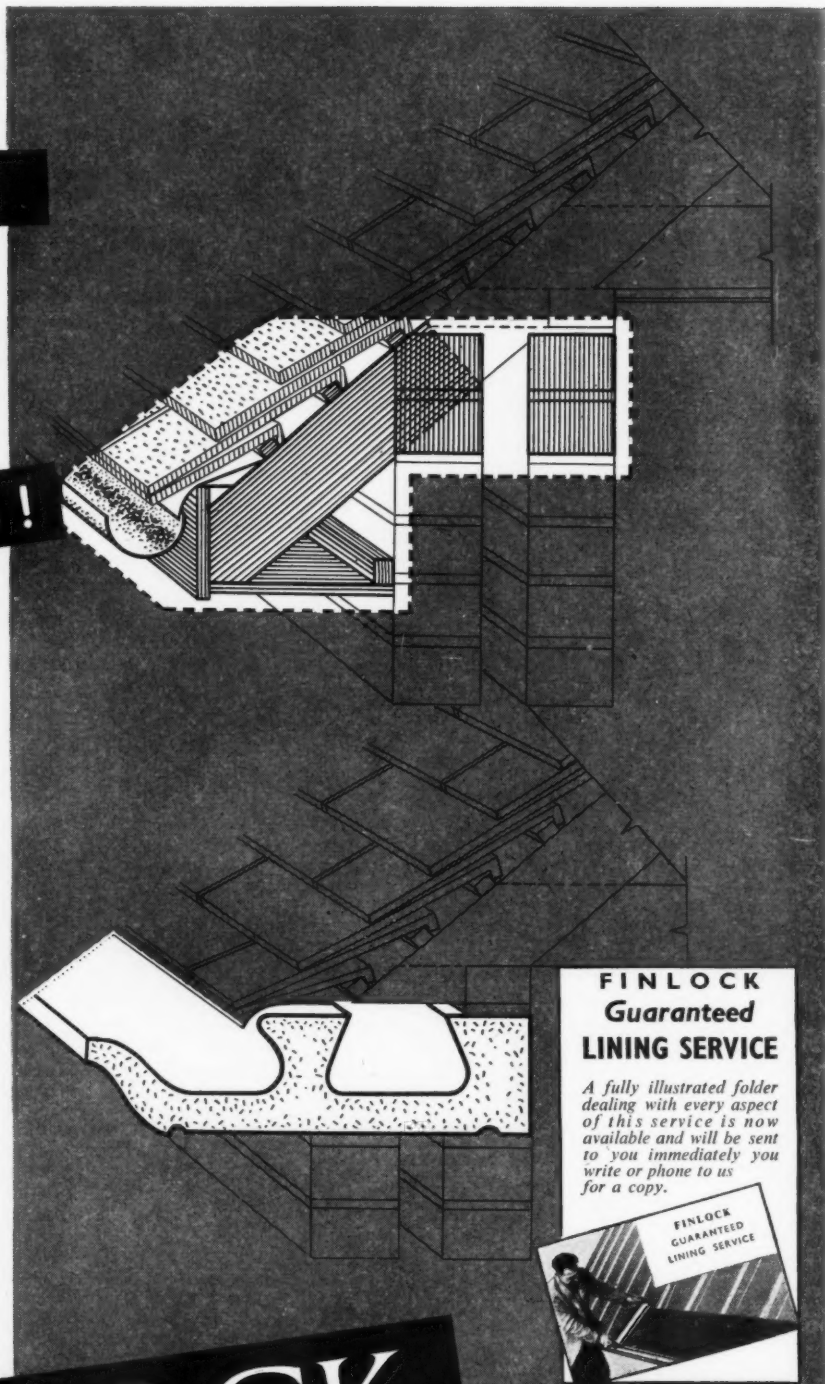 !
FINLOCK
Guaranteed
LINING SERVICE
A fully illustrated folder
dealing with every aspect
of this service is now
available and will be sent
to you immediately you
write or phone to us
for a copy.
FINLOCK
GUARANTEED
LINING SERVICE